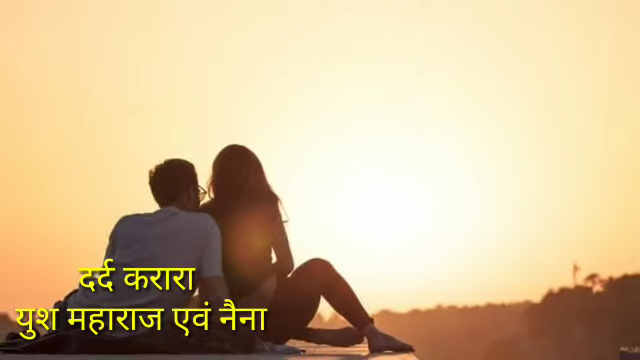 दर्द करारा
युश महाराज एवं नैना